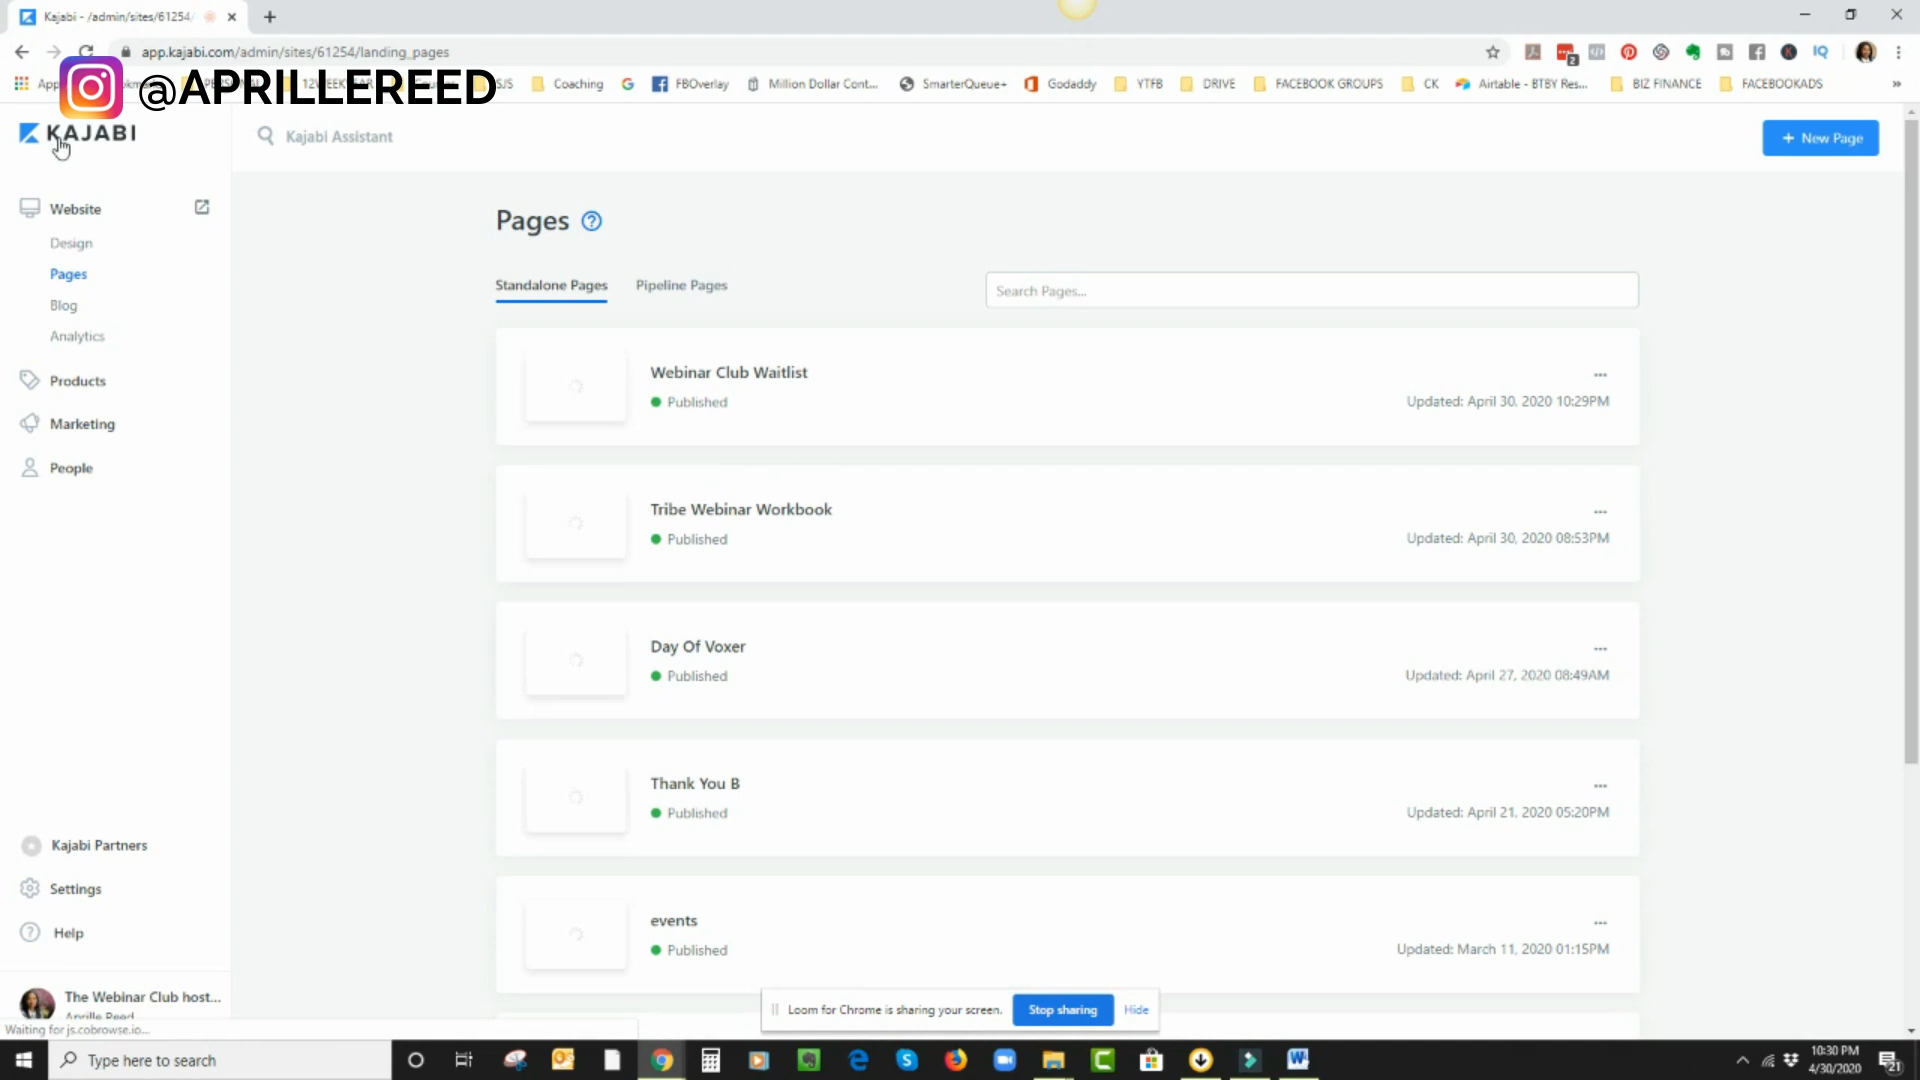 Kajabi - /admin/sites/61254/
app.kajabi.com/admin/sites/61254/landing_pages
@APRILLEREED
Coaching
FBOverlay
Million Dollar Cont...
SmarterQueue+
Godaddy
YTFB
DRIVE
FACEBOOK GROUPS
CK
Airtable - BTBY Res...
BIZ FINANCE
FACEBOOKADS
»
KAJABI
Kajabi Assistant
+ New Page
Website
Design
Pages
Blog
Analytics
Products
Marketing
People
Kajabi Partners
Settings
Help
The Webinar Club host...
Aprille Reed
Waiting for js.cobrowse.io...
Pages
Standalone Pages
Pipeline Pages
Search Pages...
Webinar Club Waitlist
Published
Updated: April 30, 2020 10:29PM
Tribe Webinar Workbook
Published
Updated: April 30, 2020 08:53PM
Day Of Voxer
Published
Updated: April 27, 2020 08:49AM
Thank You B
Published
Updated: April 21, 2020 05:20PM
events
Published
Updated: March 11, 2020 01:15PM
Loom for Chrome is sharing your screen.
Stop sharing
Hide
Type here to search
10:30 PM
4/30/2020
21